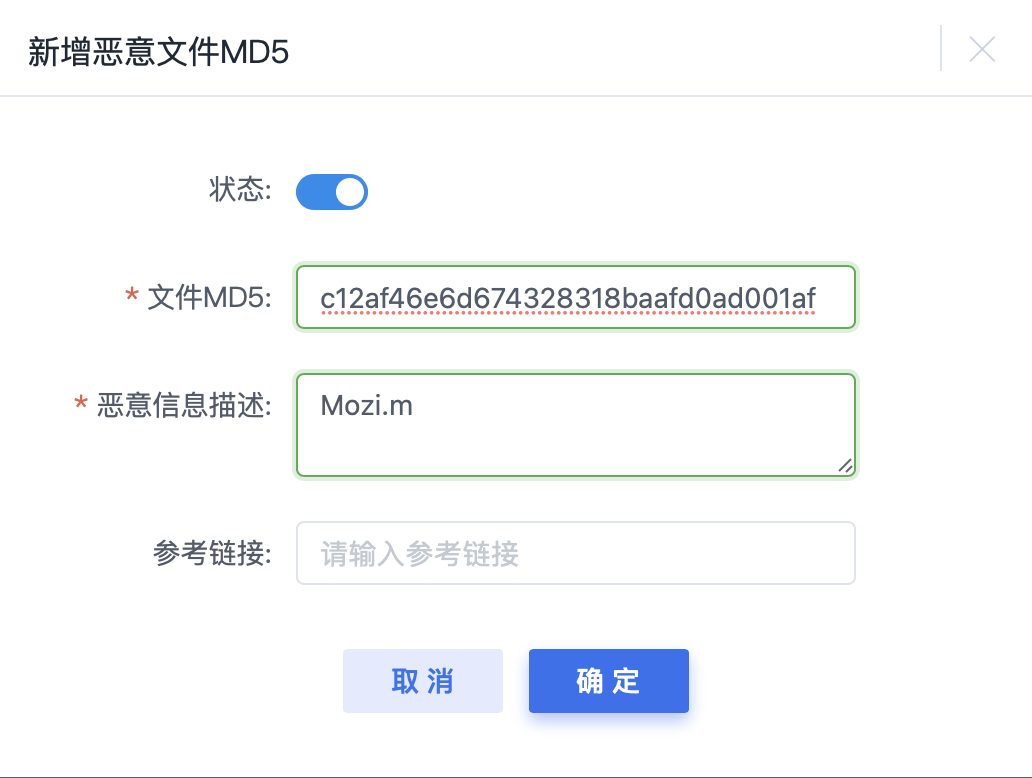 新增恶意文件MD5
状态:
* 文件MD5: c12af46e6d674328318baafd0ad001af
* 恶意信息描述: Mozi.m
参考链接: 请输入参考链接
取消 确定